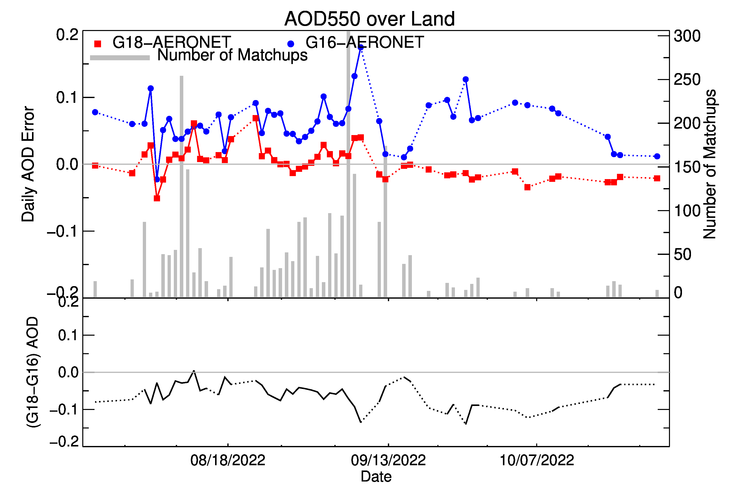 AOD550 over Land
G18-AERONET G16-AERONET
Number of Matchups
Daily AOD Error
0.2
0.1
0.0
-0.1
-0.2
300
250
200
150
100
50
0
Number of Matchups
(G18-G16) AOD
0.2
0.1
0.0
-0.1
-0.2
08/18/2022 09/13/2022 10/07/2022
Date